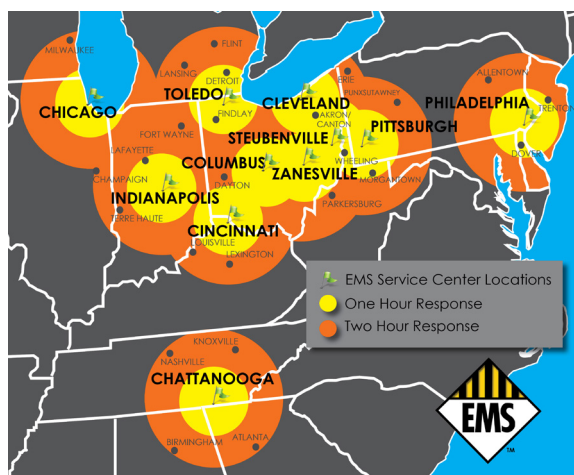 MILWAUKEE
FLINT
LANSING
DETROIT
ERIE
ALLENTOWN
PUNXSUTAWNEY
CHICAGO
TOLEDO
CLEVELAND
PHILADELPHIA
TRENTON
FINDLAY
AKRON/
CANTON
FORT WAYNE
STEUBENVILLE
PITTSBURGH
LAFAYETTE
COLUMBUS
WHEELING
DOVER
CHAMPAIGN
DAYTON
ZANESVILLE
MORGANTOWN
INDIANAPOLIS
PARKERSBURG
TERRE HAUTE
CINCINNATI
LOUISVILLE
LEXINGTON
EMS Service Center Locations
One Hour Response
Two Hour Response
KNOXVILLE
NASHVILLE
CHATTANOOGA
BIRMINGHAM
ATLANTA
EMS
TM